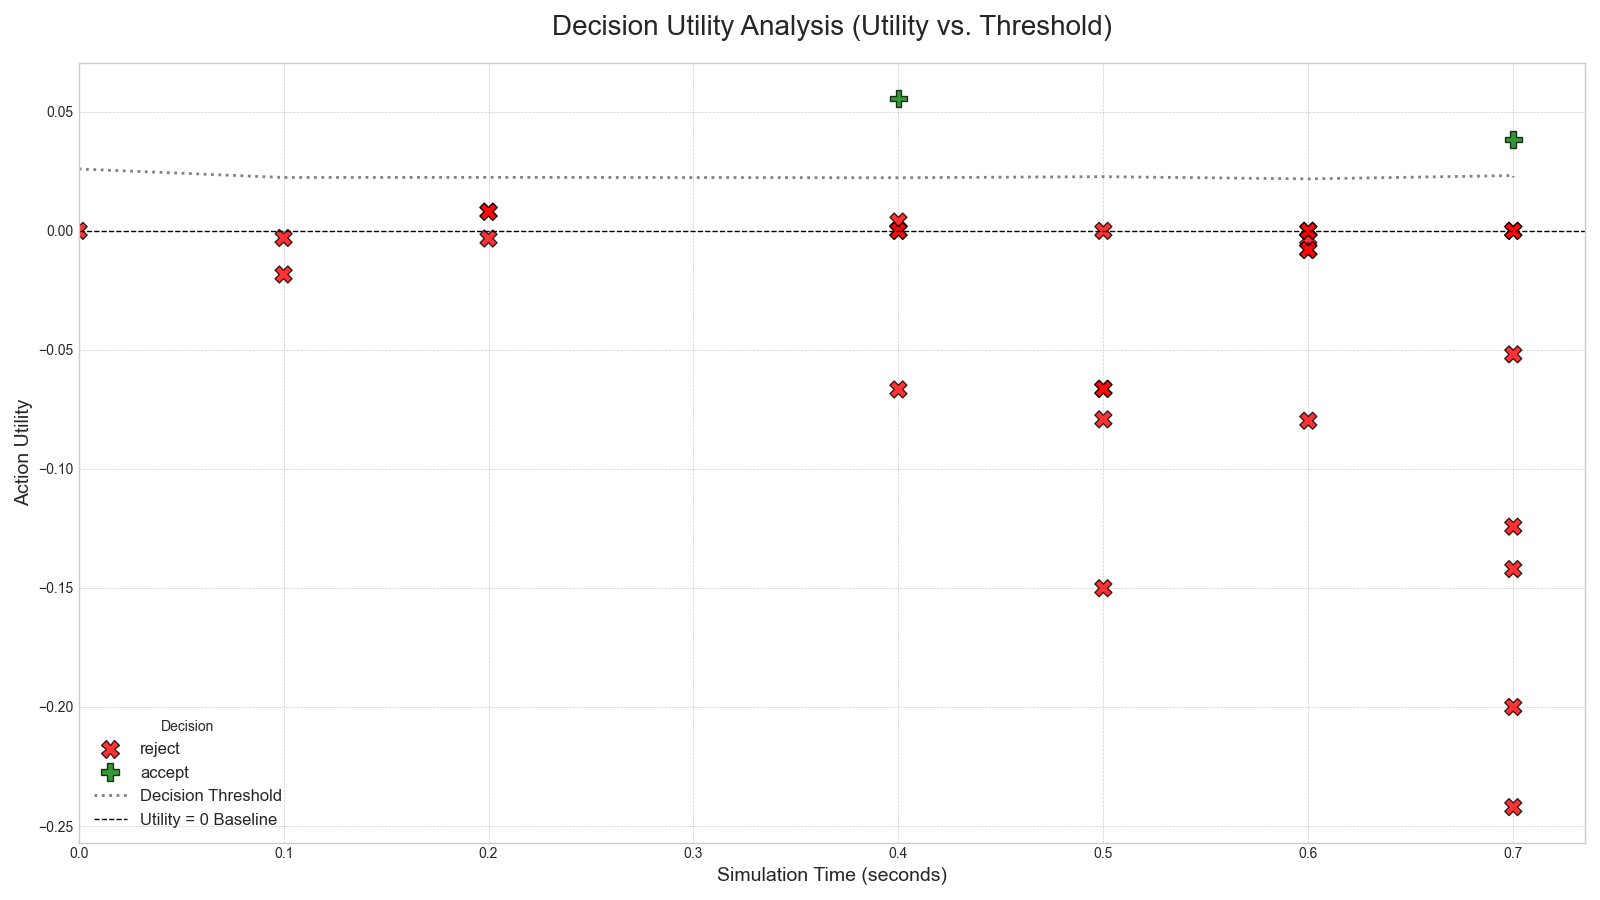 Decision Utility Analysis (Utility vs. Threshold)
0.05
0.00
−0.05
−0.10
−0.15
−0.20
−0.25
Action Utility
Decision
reject
accept
Decision Threshold
Utility = 0 Baseline
0.0 0.1 0.2 0.3 0.4 0.5 0.6 0.7
Simulation Time (seconds)